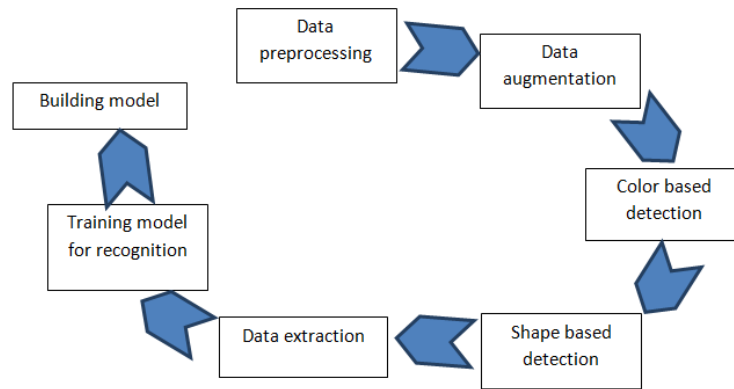 Data
preprocessing
Data
augmentation
Color based
detection
Shape based
detection
Data extraction
Training model
for recognition
Building model